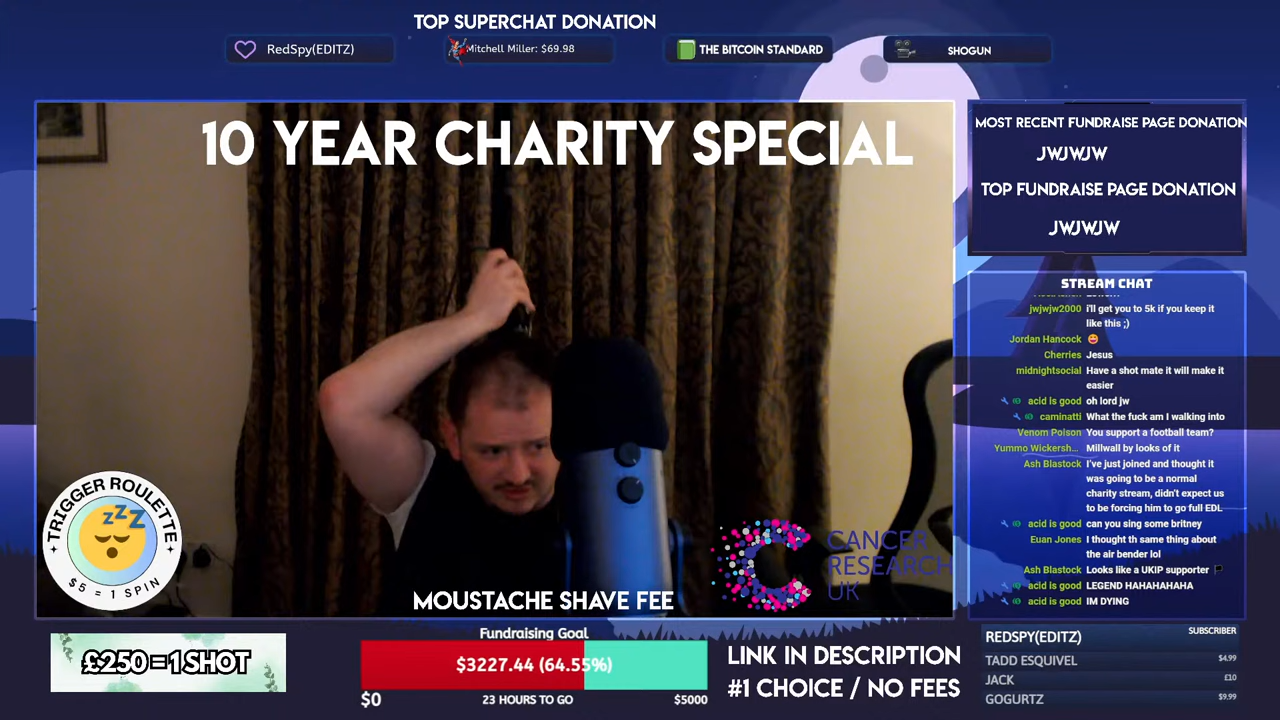 TOP SUPERCHAT DONATION
RedSpy(EDITZ)
Mitchell Miller: $69.98
THE BITCOIN STANDARD
SHOGUN
10 YEAR CHARITY SPECIAL
MOST RECENT FUNDRAISE PAGE DONATION
JWJWJW
TOP FUNDRAISE PAGE DONATION
JWJWJW
STREAM CHAT
jwjwjw2000 i'll get you to 5k if you keep it
like this ;)
Jordan Hancock 🤩
Cherries Jesus
midnightsocial Have a shot mate it will make it
easier
acid is good oh lord jw
caminatti What the fuck am I walking into
Venom Poison You support a football team?
Yummo Wickersh... Millwall by looks of it
Ash Blastock I've just joined and thought it
was going to be a normal
charity stream, didn't expect us
to be forcing him to go full EDL
acid is good can you sing some britney
Euan Jones I thought th same thing about
the air bender lol
Ash Blastock Looks like a UKIP supporter 🏴
acid is good LEGEND HAHAHAHAHA
acid is good IM DYING
TRIGGER ROULETTE
zzz
$5 = 1 SPIN
CANCER
RESEARCH
UK
MOUSTACHE SHAVE FEE
£250 = 1 SHOT
Fundraising Goal
$3227.44 (64.55%)
$0
23 HOURS TO GO
$5000
LINK IN DESCRIPTION
#1 CHOICE / NO FEES
REDSPY(EDITZ) SUBSCRIBER
TADD ESQUIVEL $4.99
JACK £10
GOGURTZ $9.99